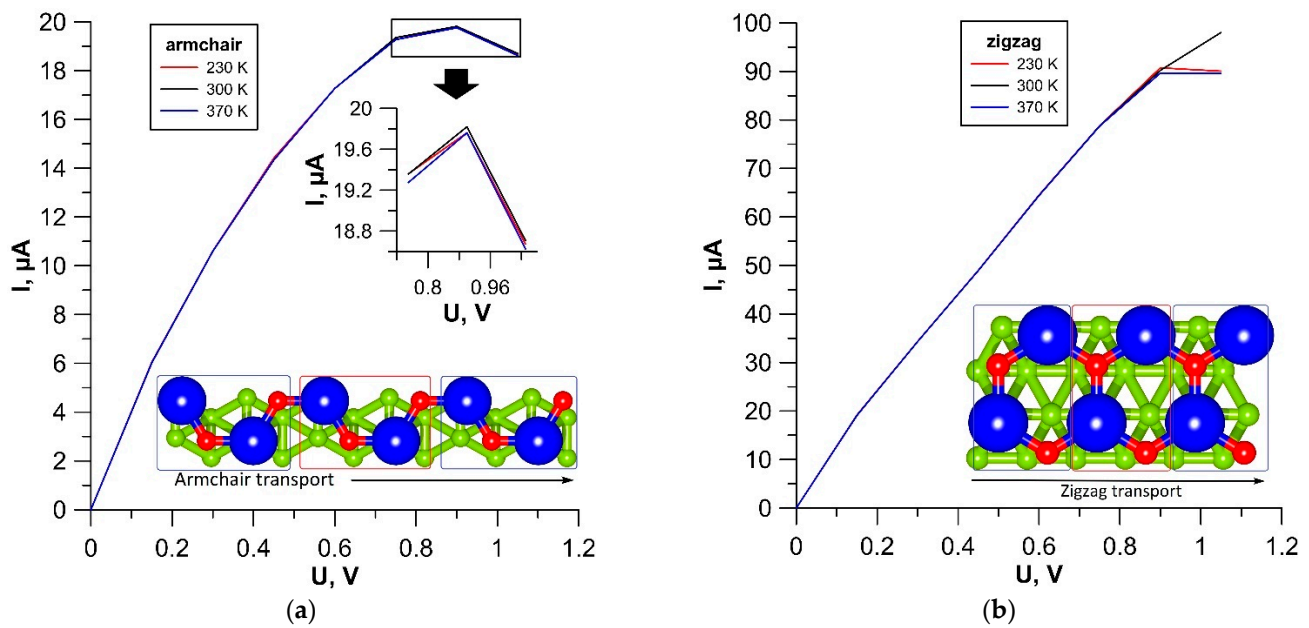 20
18
16
14
12
10
8
6
4
2
0
I, µA
armchair
230 K
300 K
370 K
20
19.6
19.2
18.8
I, µA
0.8
0.96
U, V
Armchair transport
0
0.2
0.4
0.6
0.8
1
1.2
U, V
(a)
100
90
80
70
60
50
40
30
20
10
0
I, µA
zigzag
230 K
300 K
370 K
Zigzag transport
0
0.2
0.4
0.6
0.8
1
1.2
U, V
(b)